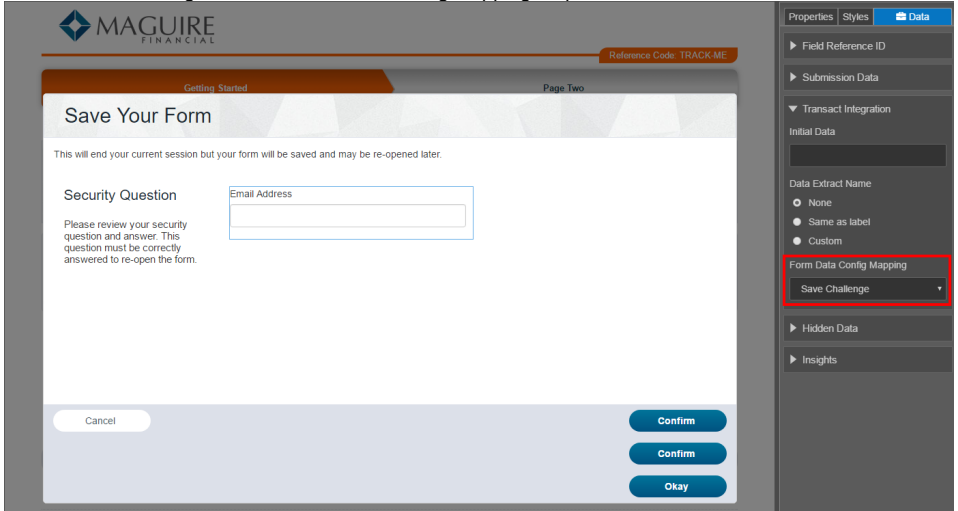 MAGUIRE
FINANCIAL
Reference Code: TRACK-ME
Getting Started
Page Two
Save Your Form
This will end your current session but your form will be saved and may be re-opened later.
Security Question
Please review your security
question and answer. This
question must be correctly
answered to re-open the form.
Email Address
Cancel
Confirm
Confirm
Okay
Properties
Styles
Data
Field Reference ID
Submission Data
Transact Integration
Initial Data
Data Extract Name
None
Same as label
Custom
Form Data Config Mapping
Save Challenge
Hidden Data
Insights